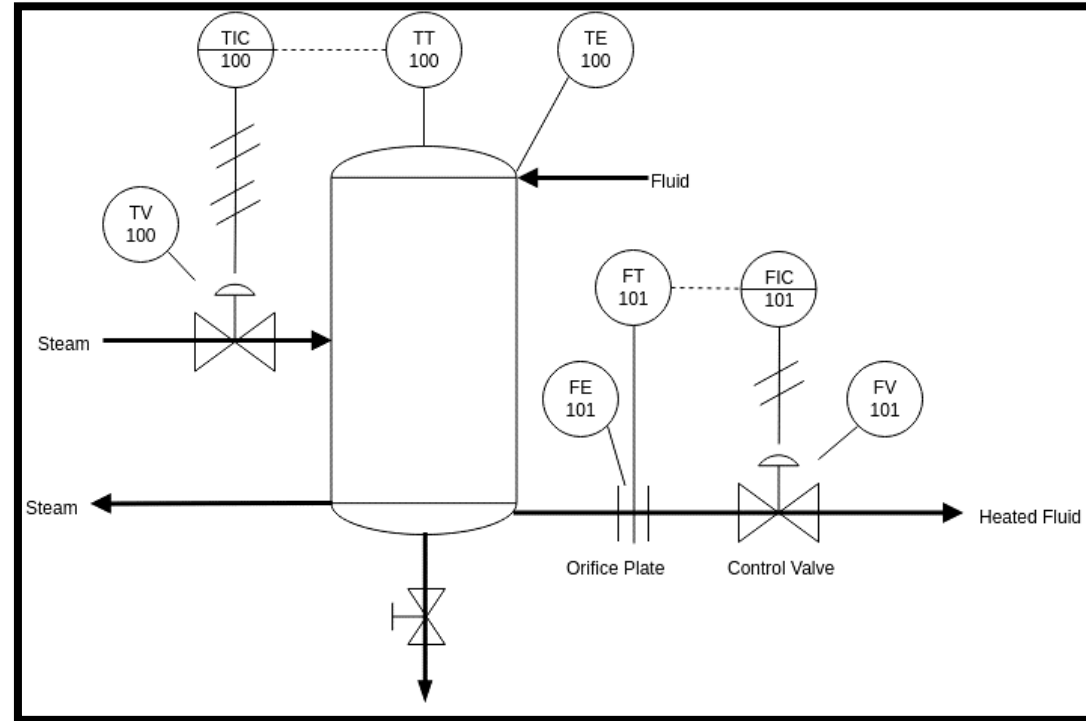 TIC
100
TT
100
TE
100
Fluid
TV
100
FT
101
FIC
101
Steam
FE
101
FV
101
Steam
Heated Fluid
Orifice Plate
Control Valve